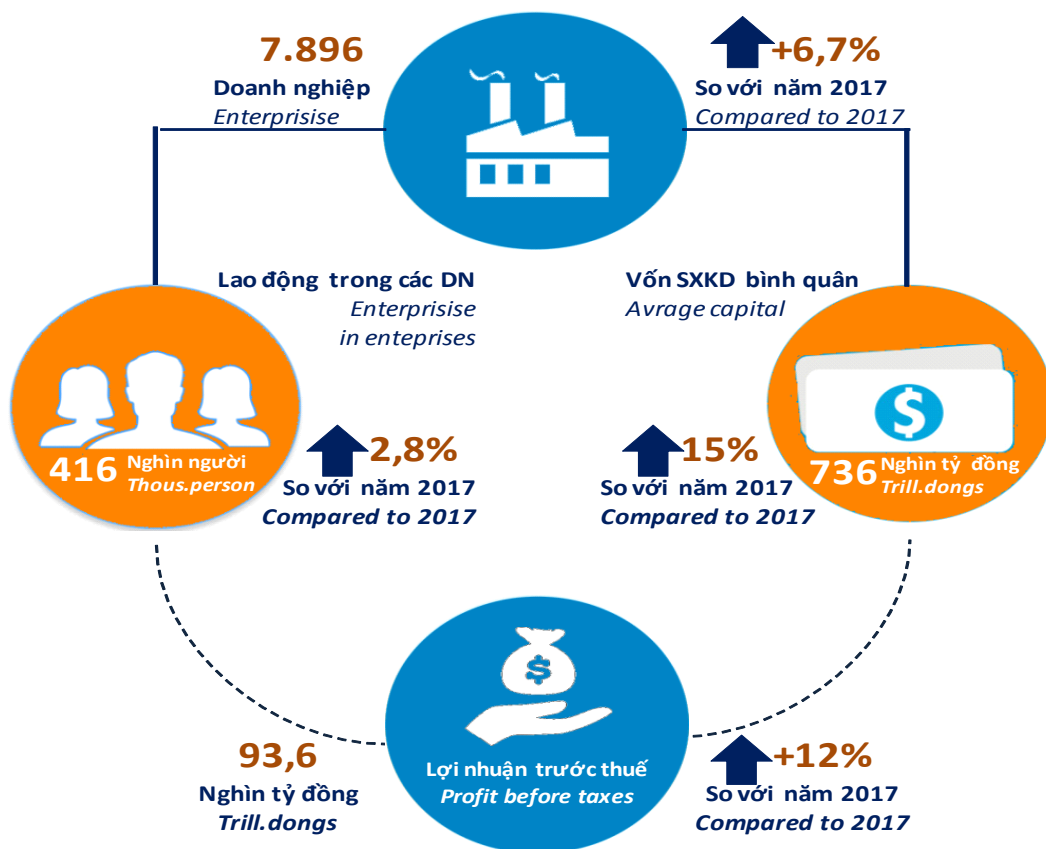 7.896
Doanh nghiệp
Enterprisise
+6,7%
So với năm 2017
Compared to 2017
Lao động trong các DN
Enterprisise
in enteprises
Vốn SXKD bình quân
Avrage capital
416 Nghìn người
Thous.person
2,8%
So với năm 2017
Compared to 2017
15%
So với năm 2017
Compared to 2017
$
736 Nghìn tỷ đồng
Trill.dongs
$
Lợi nhuận trước thuế
Profit before taxes
93,6
Nghìn tỷ đồng
Trill.dongs
+12%
So với năm 2017
Compared to 2017